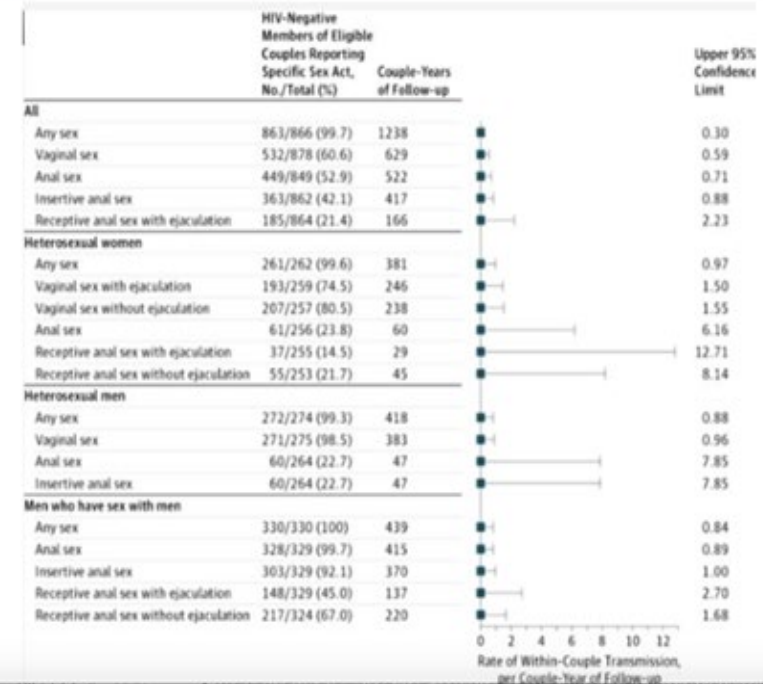 HIV-Negative
Members of Eligible
Couples Reporting
Specific Sex Act,
No./Total (%)
Couple-Years
of Follow-up
Upper 95%
Confidence
Limit
All
Any sex 863/866 (99.7) 1238 0.30
Vaginal sex 532/878 (60.6) 629 0.59
Anal sex 449/849 (52.9) 522 0.71
Insertive anal sex 363/862 (42.1) 417 0.88
Receptive anal sex with ejaculation 185/864 (21.4) 166 2.23
Heterosexual women
Any sex 261/262 (99.6) 381 0.97
Vaginal sex with ejaculation 193/259 (74.5) 246 1.50
Vaginal sex without ejaculation 207/257 (80.5) 238 1.55
Anal sex 61/256 (23.8) 60 6.16
Receptive anal sex with ejaculation 37/255 (14.5) 29 12.71
Receptive anal sex without ejaculation 55/253 (21.7) 45 8.14
Heterosexual men
Any sex 272/274 (99.3) 418 0.88
Vaginal sex 271/275 (98.5) 383 0.96
Anal sex 60/264 (22.7) 47 7.85
Insertive anal sex 60/264 (22.7) 47 7.85
Men who have sex with men
Any sex 330/330 (100) 439 0.84
Anal sex 328/329 (99.7) 415 0.89
Insertive anal sex 303/329 (92.1) 370 1.00
Receptive anal sex with ejaculation 148/329 (45.0) 137 2.70
Receptive anal sex without ejaculation 217/324 (67.0) 220 1.68
0 2 4 6 8 10 12
Rate of Within-Couple Transmission,
per Couple-Year of Follow-up